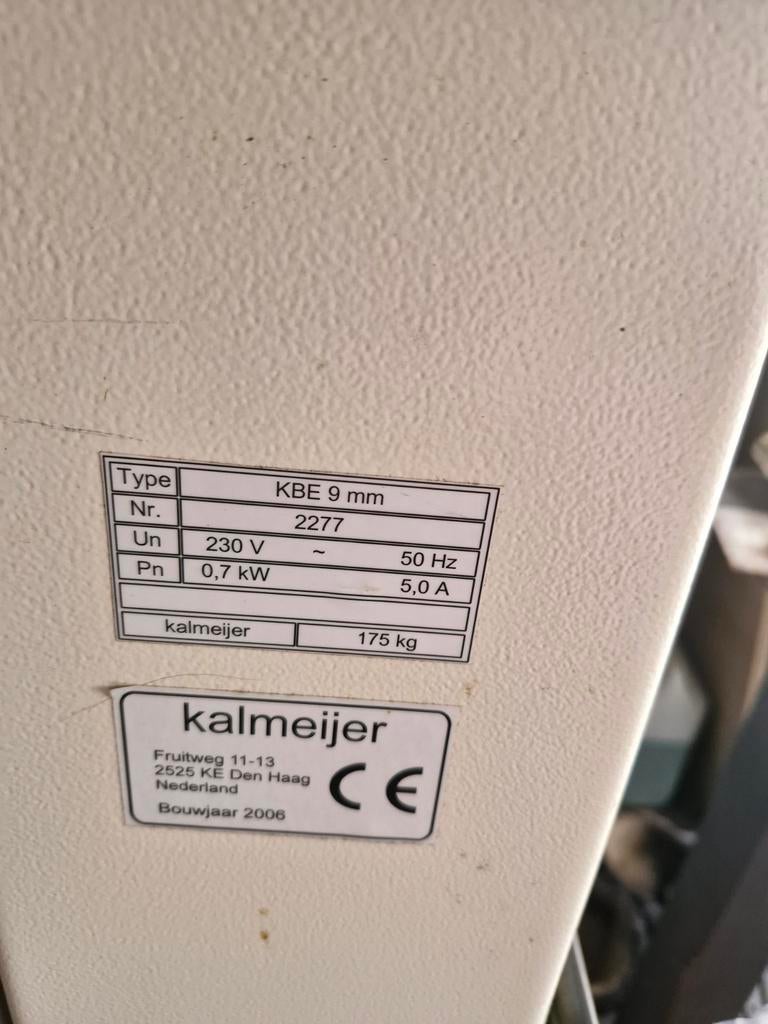 Type KBE 9 mm
Nr. 2277
Un 230 V ~ 50 Hz
Pn 0,7 kW 5,0 A
kalmeijer 175 kg
kalmeijer
Fruitweg 11-13
2525 KE Den Haag
Nederland
CE
Bouwjaar 2006